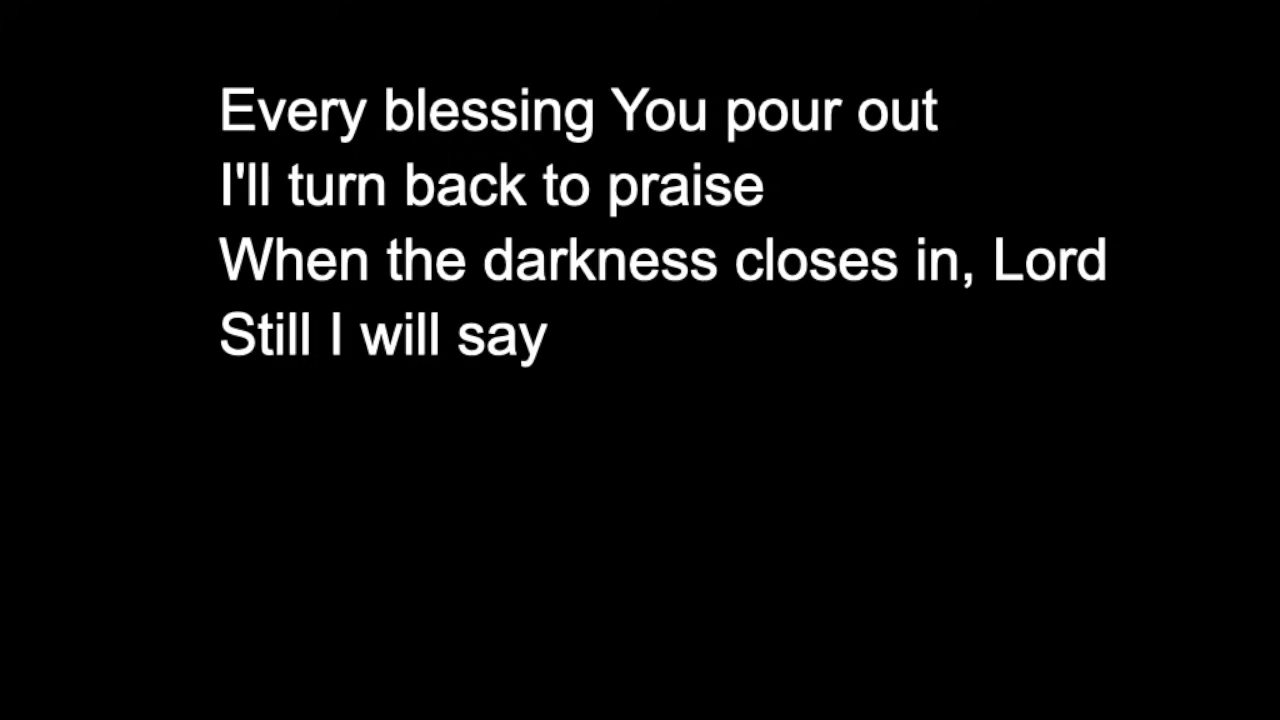 Every blessing You pour out
I'll turn back to praise
When the darkness closes in, Lord
Still I will say